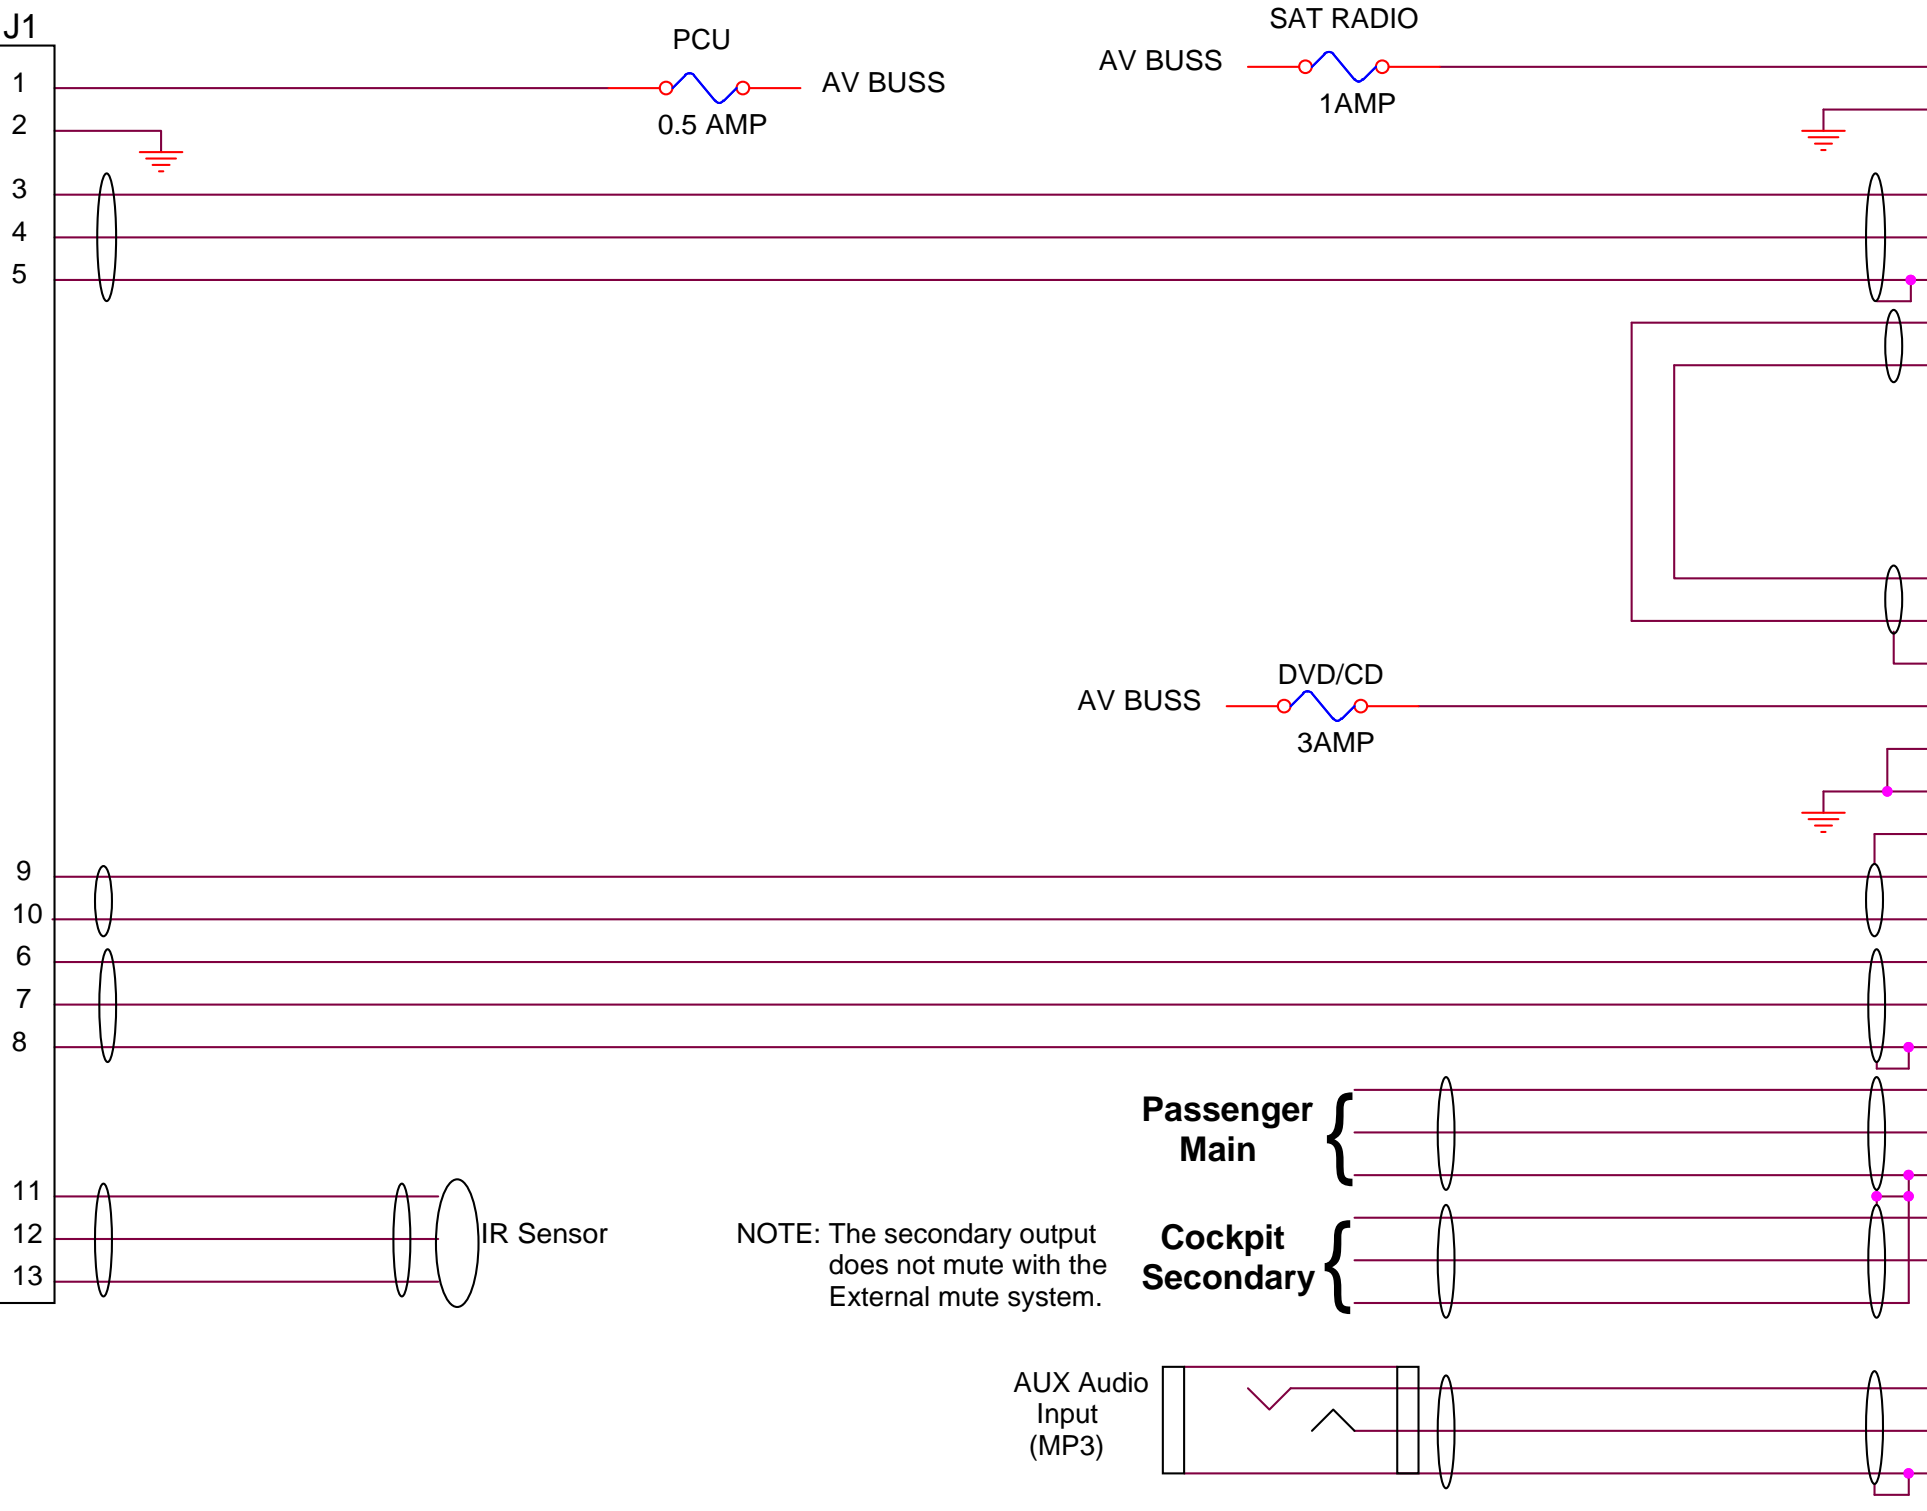 J1
PCU
SAT RADIO
AV BUSS
AV BUSS
1
0.5 AMP
1AMP
2
3
4
5
DVD/CD
AV BUSS
3AMP
9
10
6
7
8
Passenger
Main
11
12
13
IR Sensor
NOTE: The secondary output
does not mute with the
External mute system.
Cockpit
Secondary
AUX Audio
Input
(MP3)